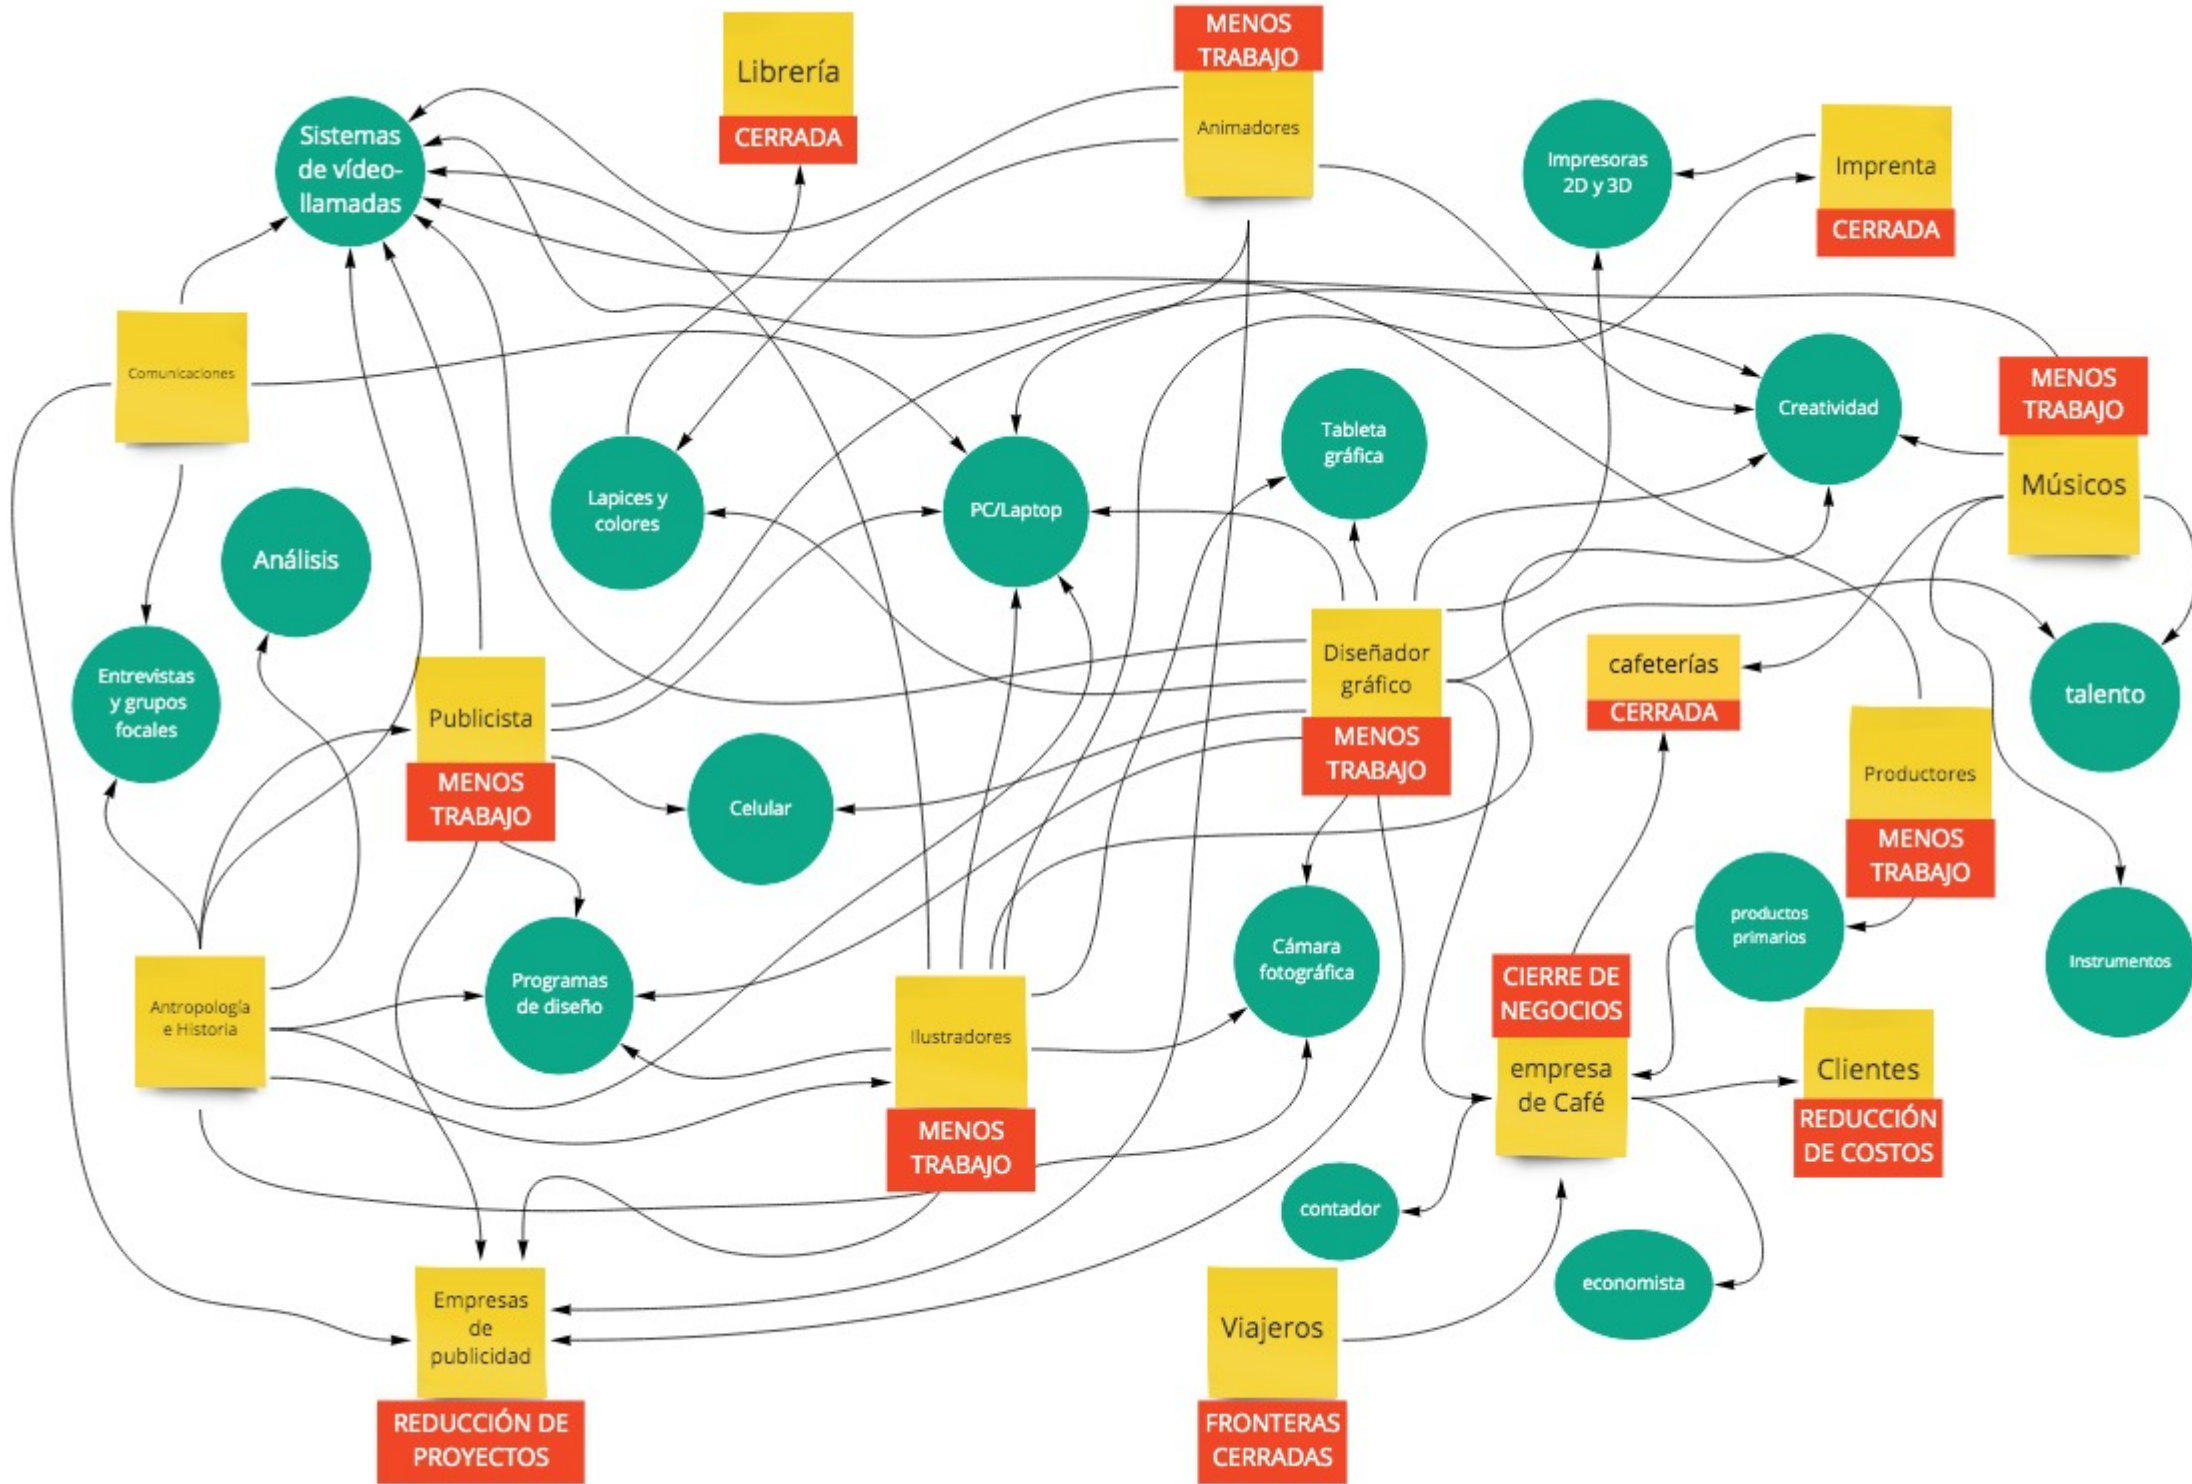 MENOS
TRABAJO
Animadores
Librería
CERRADA
Sistemas
de vídeo-
llamadas
Impresoras
2D y 3D
Imprenta
CERRADA
Comunicaciones
MENOS
TRABAJO
Músicos
Creatividad
Tableta
gráfica
Lapices y
colores
PC/Laptop
Análisis
Entrevistas
y grupos
focales
Publicista
MENOS
TRABAJO
Celular
Diseñador
gráfico
MENOS
TRABAJO
cafeterías
CERRADA
talento
Productores
MENOS
TRABAJO
productos
primarios
Instrumentos
Antropología
e Historia
Programas
de diseño
Ilustradores
MENOS
TRABAJO
Cámara
fotográfica
CIERRE DE
NEGOCIOS
empresa
de Café
Clientes
REDUCCIÓN
DE COSTOS
contador
economista
Empresas
de
publicidad
REDUCCIÓN DE
PROYECTOS
Viajeros
FRONTERAS
CERRADAS